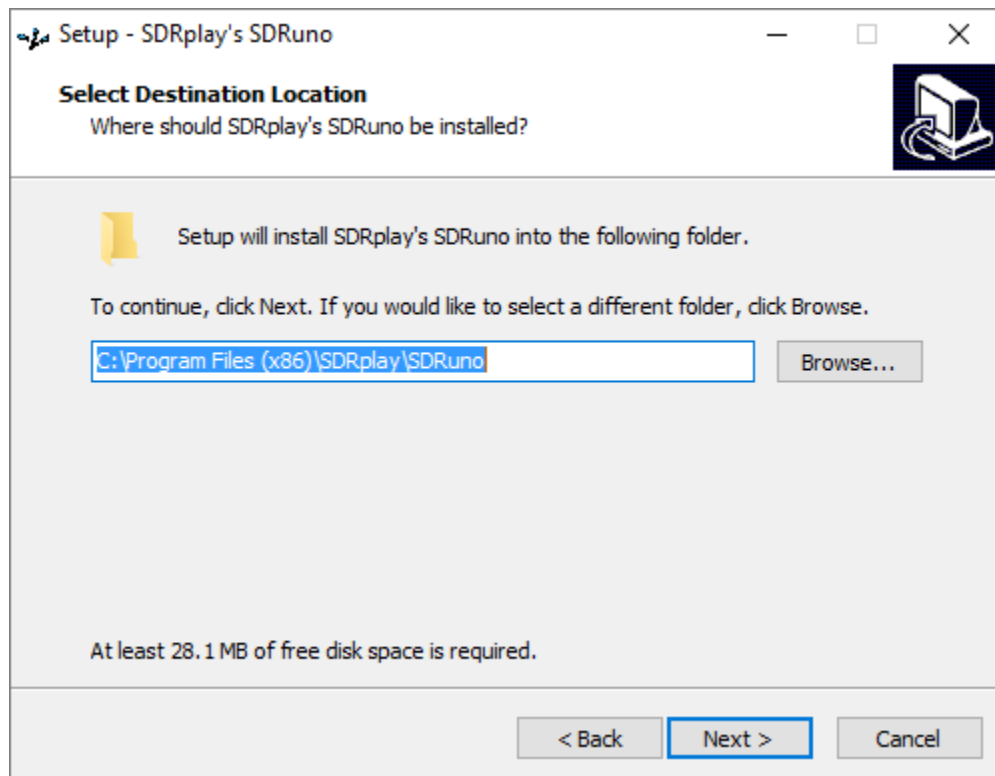 Setup - SDRplay's SDRuno
Select Destination Location
Where should SDRplay's SDRuno be installed?
Setup will install SDRplay's SDRuno into the following folder.
To continue, click Next. If you would like to select a different folder, click Browse.
C:\Program Files (x86)\SDRplay\SDRuno
Browse...
At least 28.1 MB of free disk space is required.
< Back
Next >
Cancel